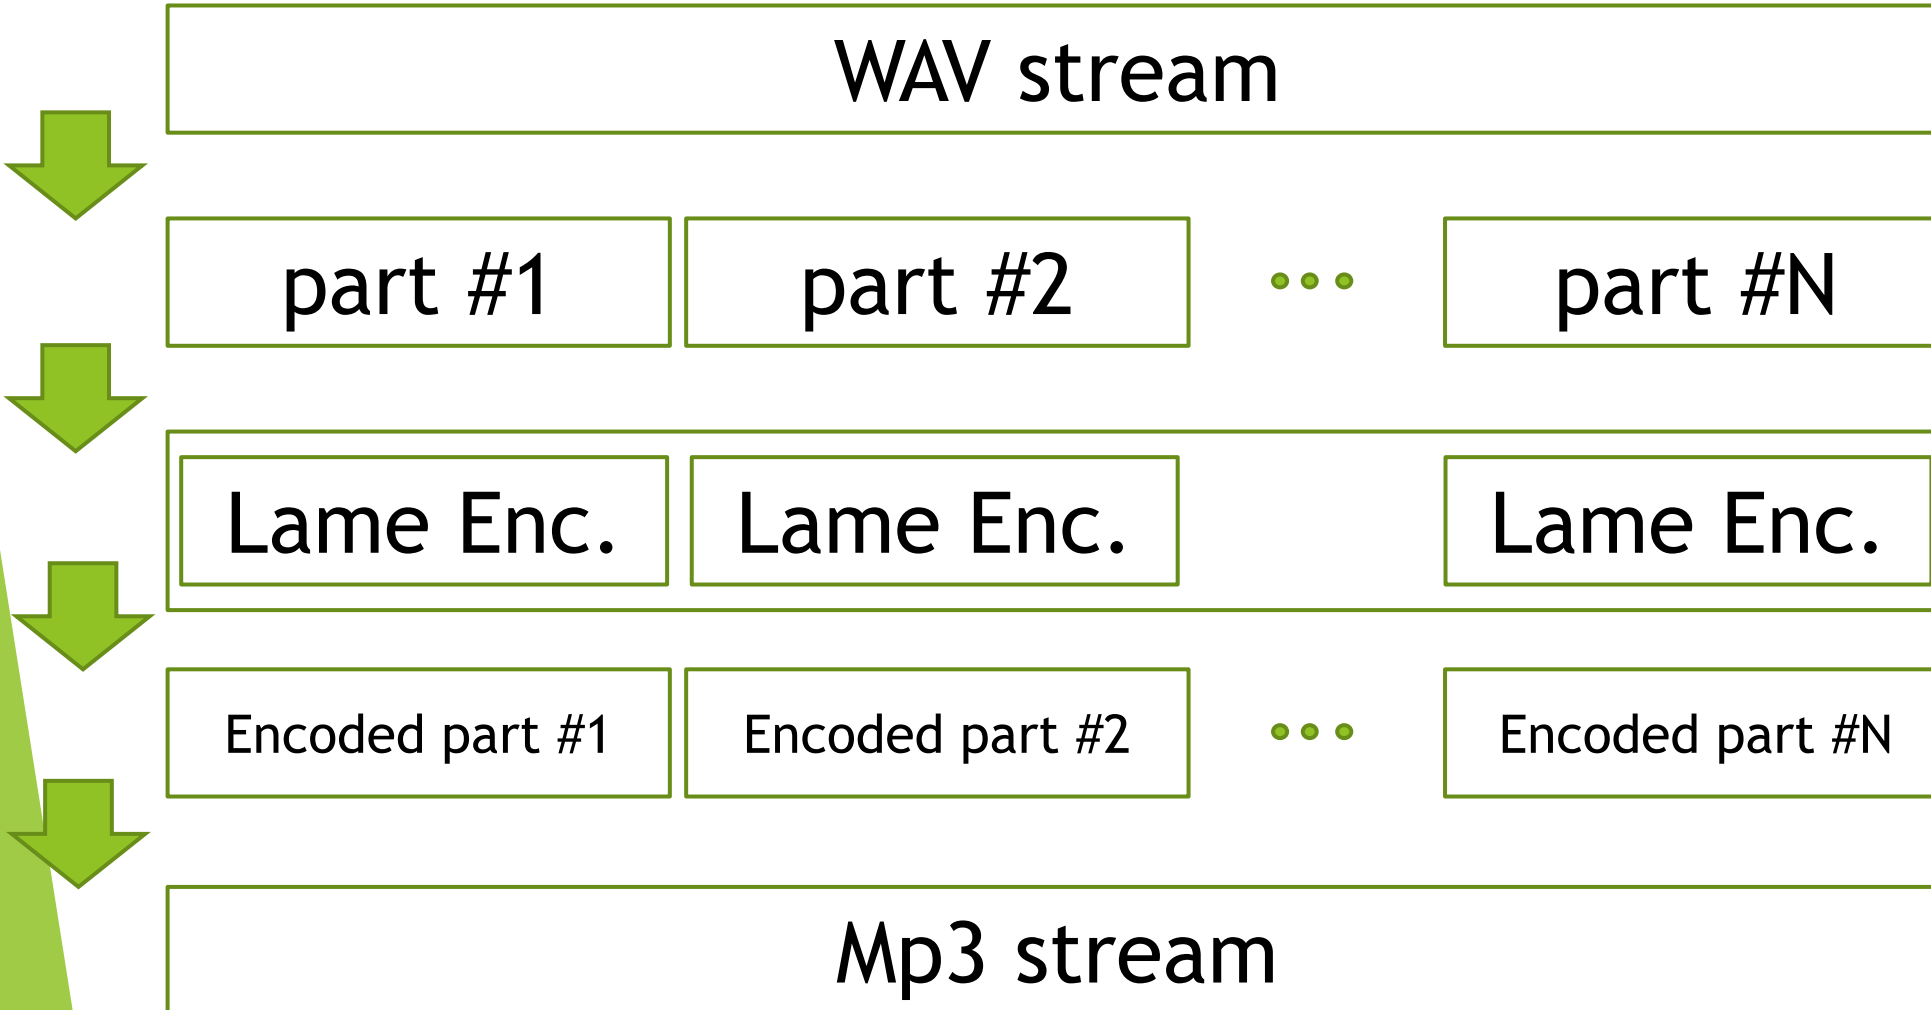 WAV stream
part #1 part #2 part #N
Lame Enc. Lame Enc. Lame Enc.
Encoded part #1 Encoded part #2 Encoded part #N
Mp3 stream